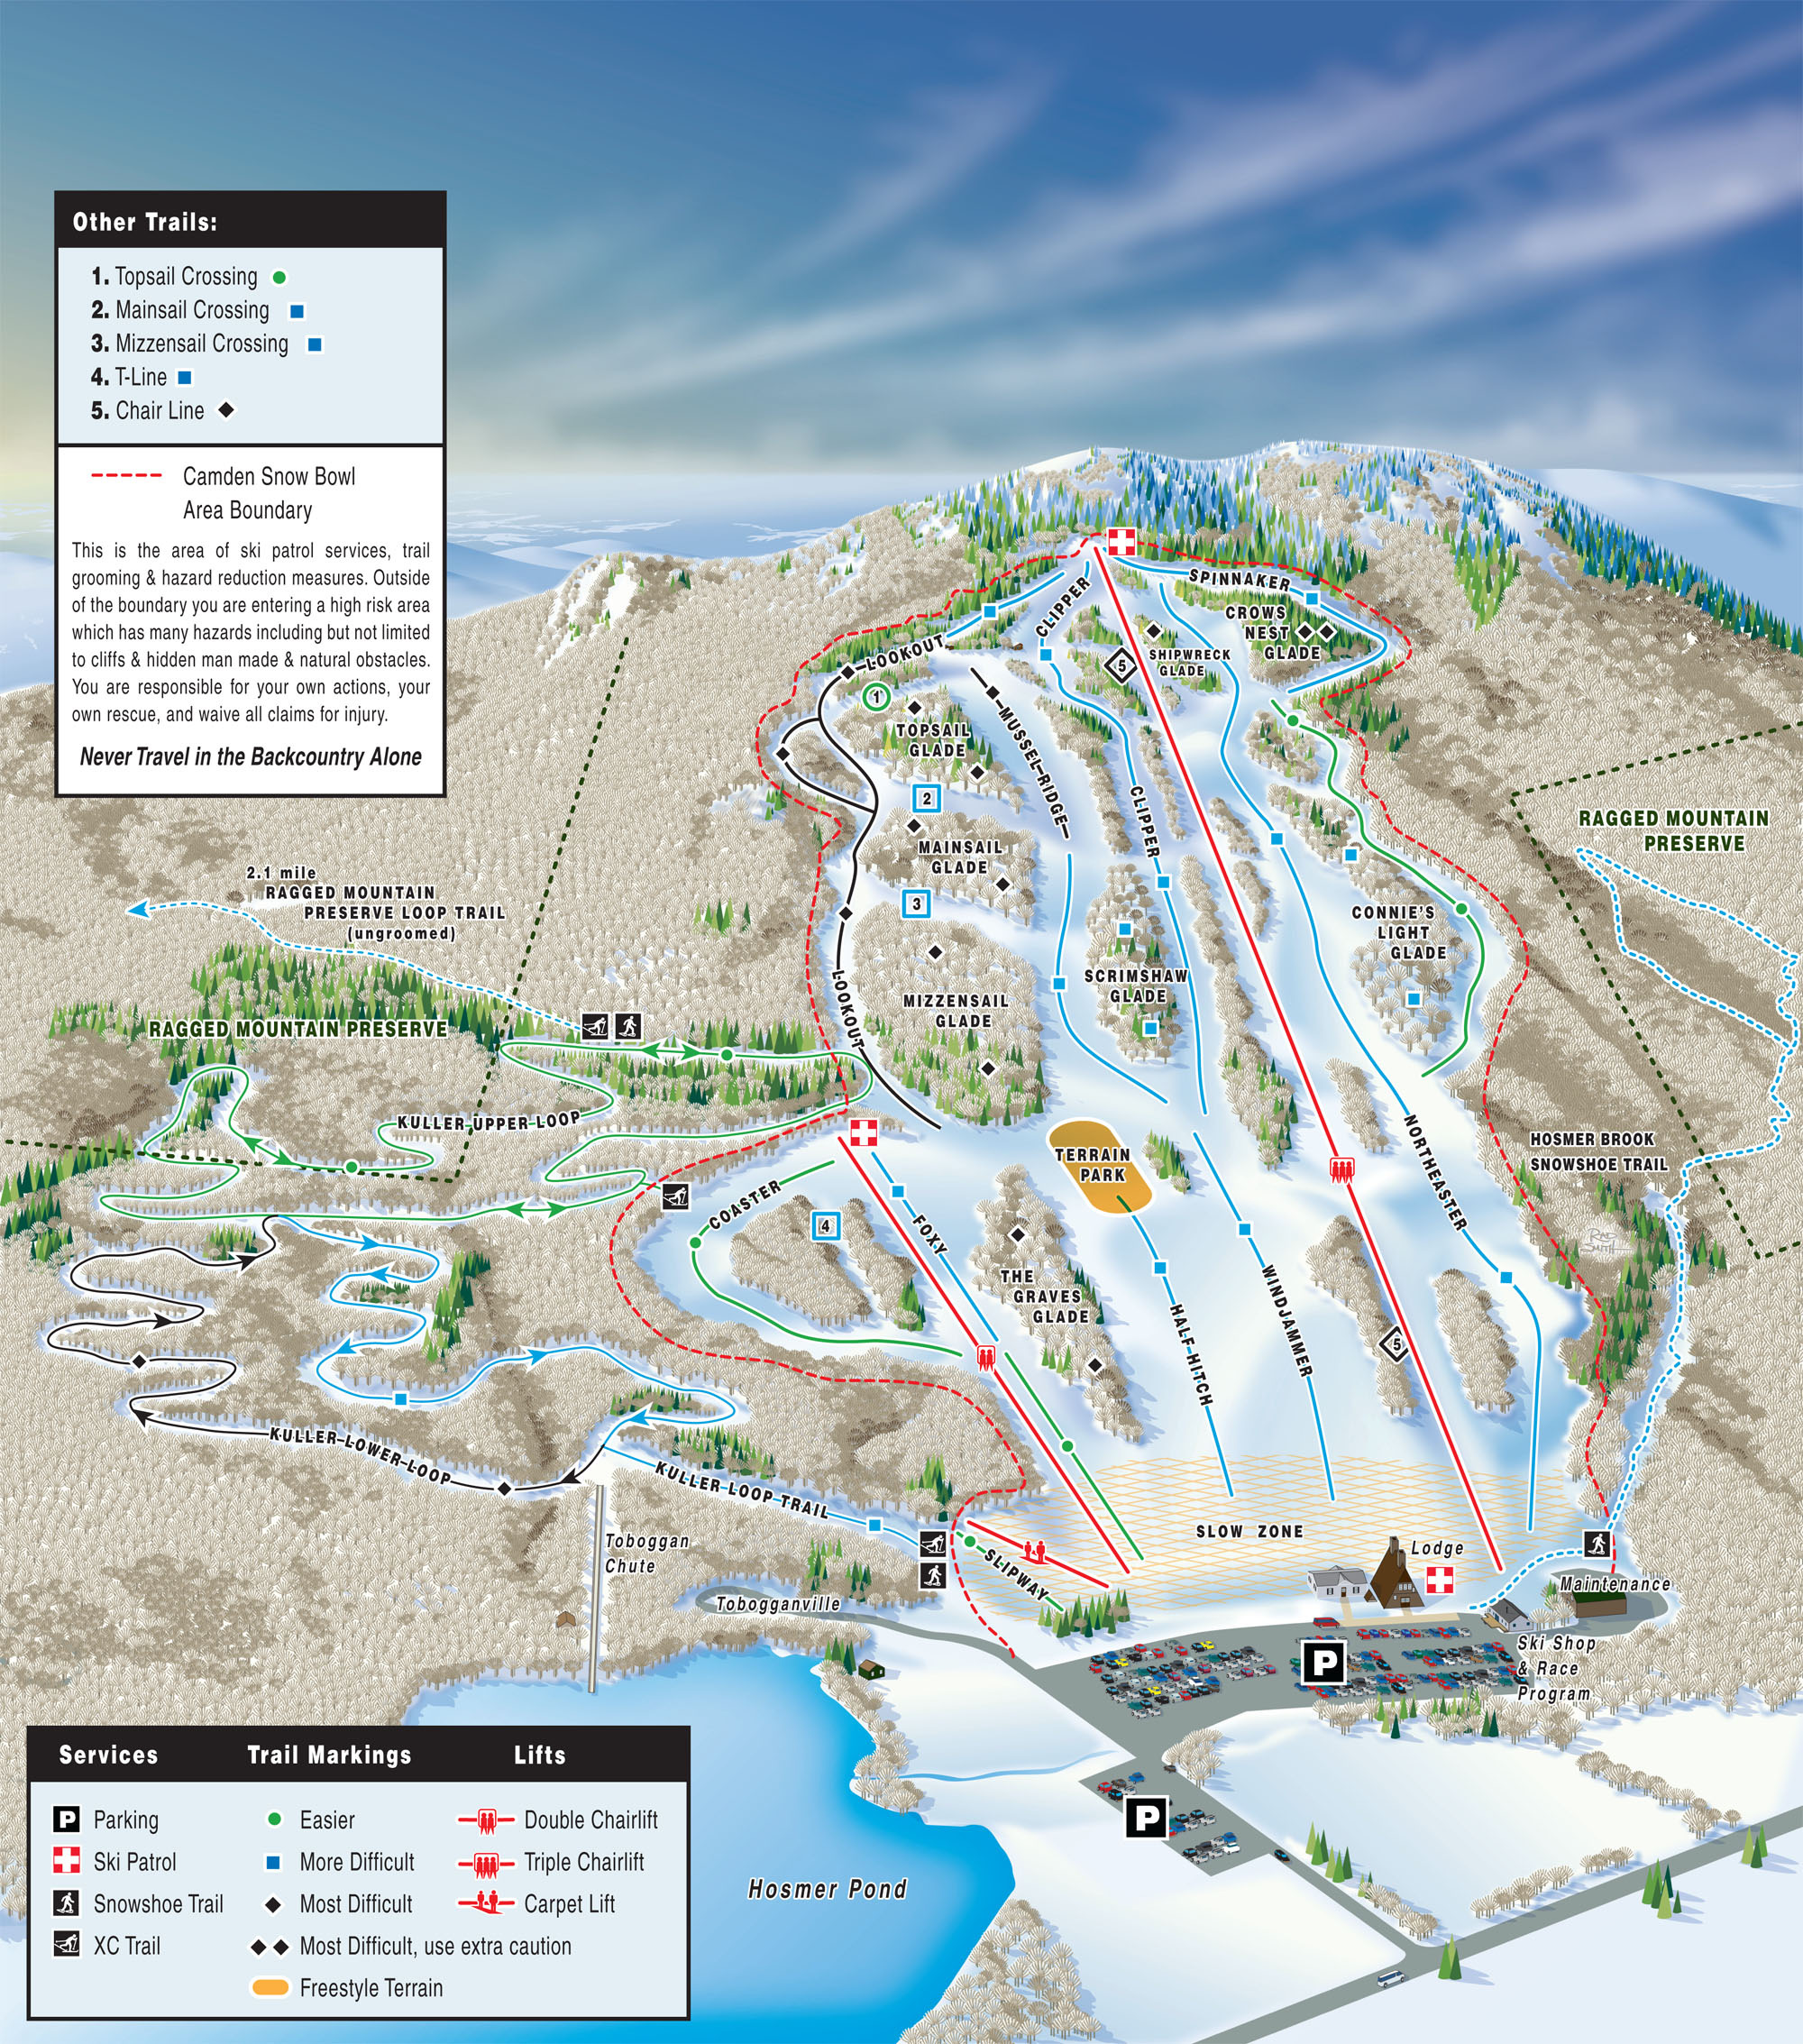 Other Trails:
1. Topsail Crossing
2. Mainsail Crossing
3. Mizzensail Crossing
4. T-Line
5. Chair Line
Camden Snow Bowl
Area Boundary
This is the area of ski patrol services, trail
grooming & hazard reduction measures. Outside
of the boundary you are entering a high risk area
which has many hazards including but not limited
to cliffs & hidden man made & natural obstacles.
You are responsible for your own actions, your
own rescue, and waive all claims for injury.
Never Travel in the Backcountry Alone
SPINNAKER
CLIPPER
CROWS
NEST
GLADE
LOOKOUT
SHIPWRECK
GLADE
5
1
TOPSAIL
GLADE
MUSSEL RIDGE
2
CLIPPER
MAINSAIL
GLADE
3
RAGGED MOUNTAIN
PRESERVE
2.1 mile
RAGGED MOUNTAIN
PRESERVE LOOP TRAIL
(ungroomed)
CONNIE'S
LIGHT
GLADE
SCRIMSHAW
GLADE
MIZZENSAIL
GLADE
LOOKOUT
RAGGED MOUNTAIN PRESERVE
KULLER UPPER LOOP
TERRAIN
PARK
NORTHEASTER
HOSMER BROOK
SNOWSHOE TRAIL
COASTER
4
FOXY
THE
GRAVES
GLADE
HALF-HITCH
WINDJAMMER
5
KULLER LOWER LOOP
KULLER LOOP TRAIL
SLOW ZONE
Toboggan
Chute
SLIPWAY
Lodge
Tobogganville
Maintenance
Ski Shop
& Race
Program
P
P
Hosmer Pond
Services
Trail Markings
Lifts
P Parking
Easier
Double Chairlift
Ski Patrol
More Difficult
Triple Chairlift
Snowshoe Trail
Most Difficult
Carpet Lift
XC Trail
Most Difficult, use extra caution
Freestyle Terrain